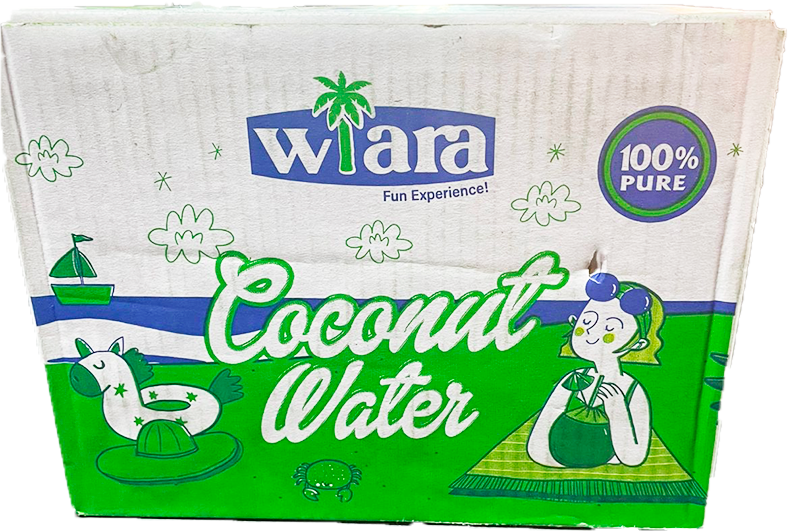 wiara
Fun Experience!
100%
PURE
Coconut
Water